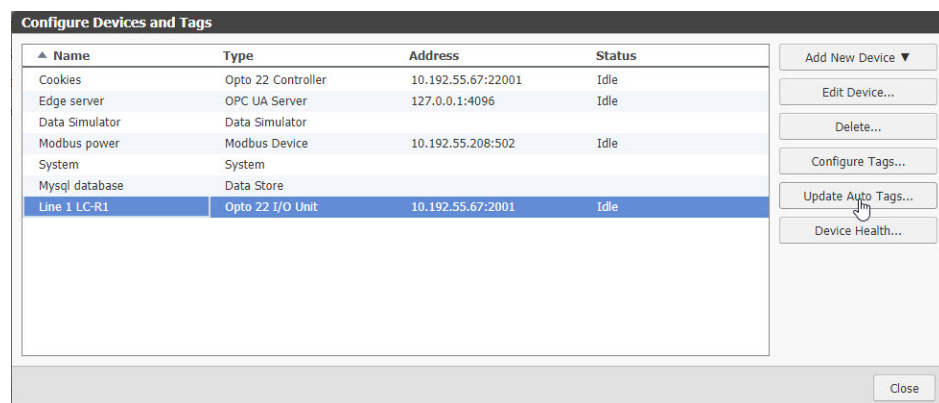 Configure Devices and Tags
▲ Name Type Address Status
Cookies Opto 22 Controller 10.192.55.67:22001 Idle
Edge server OPC UA Server 127.0.0.1:4096 Idle
Data Simulator Data Simulator
Modbus power Modbus Device 10.192.55.208:502 Idle
System System
Mysql database Data Store
Line 1 LC-R1 Opto 22 I/O Unit 10.192.55.67:2001 Idle
Add New Device ▼
Edit Device...
Delete...
Configure Tags...
Update Auto Tags...
Device Health...
Close